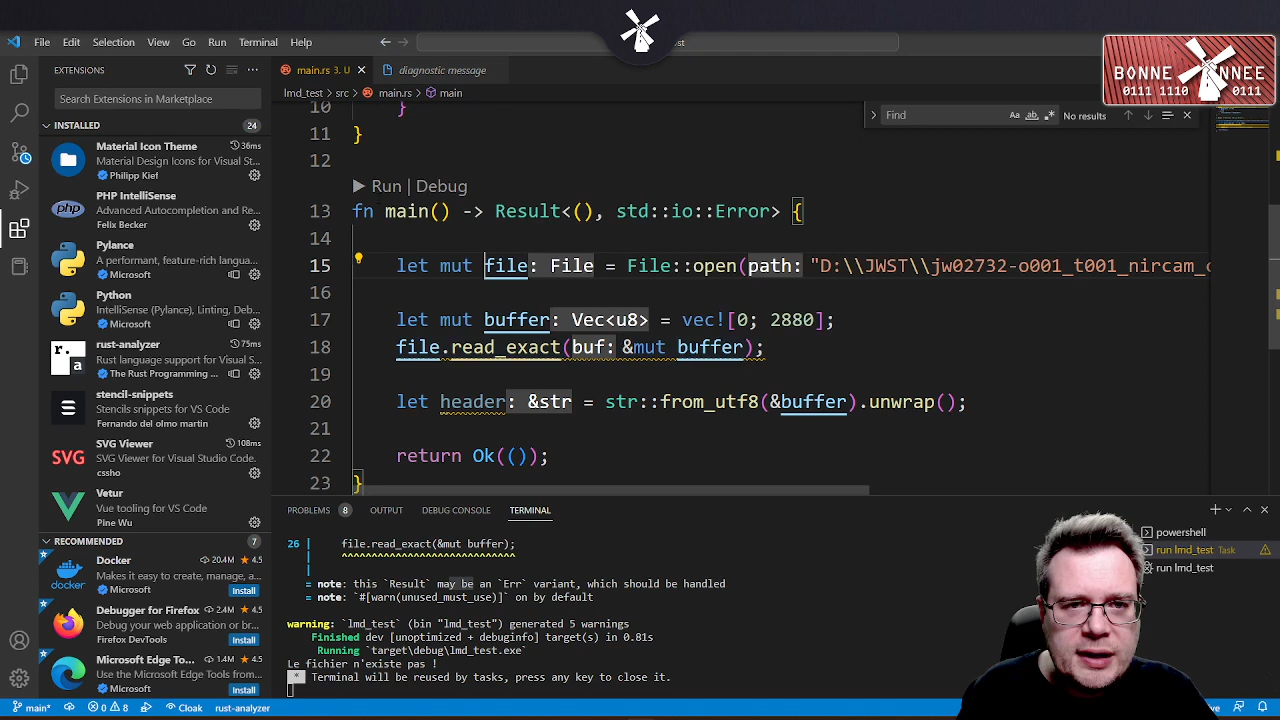 File Edit Selection View Go Run Terminal Help
BONNE NNEE
0111 1110 0111
EXTENSIONS
main.rs 3, U
diagnostic message
lmd_test > src > main.rs > main
Search Extensions in Marketplace
Find
Aa ab
No results
INSTALLED 24
Material Icon Theme 36ms
Material Design Icons for Visual St...
Philipp Kief
PHP IntelliSense
Advanced Autocompletion and Re...
Felix Becker
Pylance
A performant, feature-rich languag...
Microsoft
Python
IntelliSense (Pylance), Linting, Deb...
Microsoft
rust-analyzer 75ms
Rust language support for Visual S...
The Rust Programming ...
stencil-snippets
Stencils snippets for VS Code
Fernando del olmo martin
SVG Viewer 108ms
SVG Viewer for Visual Studio Code.
cssho
Vetur
Vue tooling for VS Code
Pine Wu
RECOMMENDED 7
Docker 20.4M 4.5
Makes it easy to create, manage, a...
Microsoft Install
Debugger for Firefox 2.4M 4.5
Debug your web application or br...
Firefox DevTools Install
Microsoft Edge To... 1.4M 4.5
Use the Microsoft Edge Tools from...
Microsoft Install
10 }
11 }
12
Run | Debug
13 fn main() -> Result<(), std::io::Error> {
14
15 let mut file: File = File::open(path: "D:\\JWST\\jw02732-o001_t001_nircam_c
16
17 let mut buffer: Vec<u8> = vec![0; 2880];
18 file.read_exact(buf: &mut buffer);
19
20 let header: &str = str::from_utf8(&buffer).unwrap();
21
22 return Ok(());
23 }
PROBLEMS 8 OUTPUT DEBUG CONSOLE TERMINAL
26 | file.read_exact(&mut buffer);
| ^^^^^^^^^^^^^^^^^^^^^^^^^^^^^
|
= note: this `Result` may be an `Err` variant, which should be handled
= note: `#[warn(unused_must_use)]` on by default
warning: `lmd_test` (bin "lmd_test") generated 5 warnings
Finished dev [unoptimized + debuginfo] target(s) in 0.81s
Running `target\debug\lmd_test.exe`
Le fichier n'existe pas !
* Terminal will be reused by tasks, press any key to close it.
powershell
run lmd_test Task
run lmd_test
main* 0 8 Cloak rust-analyzer